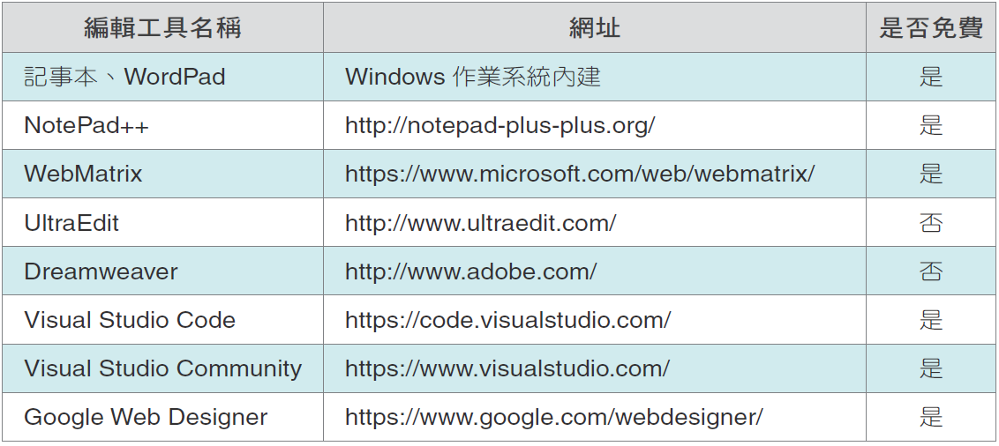 編輯工具名稱 網址 是否免費
記事本、WordPad Windows 作業系統內建 是
NotePad++ http://notepad-plus-plus.org/ 是
WebMatrix https://www.microsoft.com/web/webmatrix/ 是
UltraEdit http://www.ultraedit.com/ 否
Dreamweaver http://www.adobe.com/ 否
Visual Studio Code https://code.visualstudio.com/ 是
Visual Studio Community https://www.visualstudio.com/ 是
Google Web Designer https://www.google.com/webdesigner/ 是